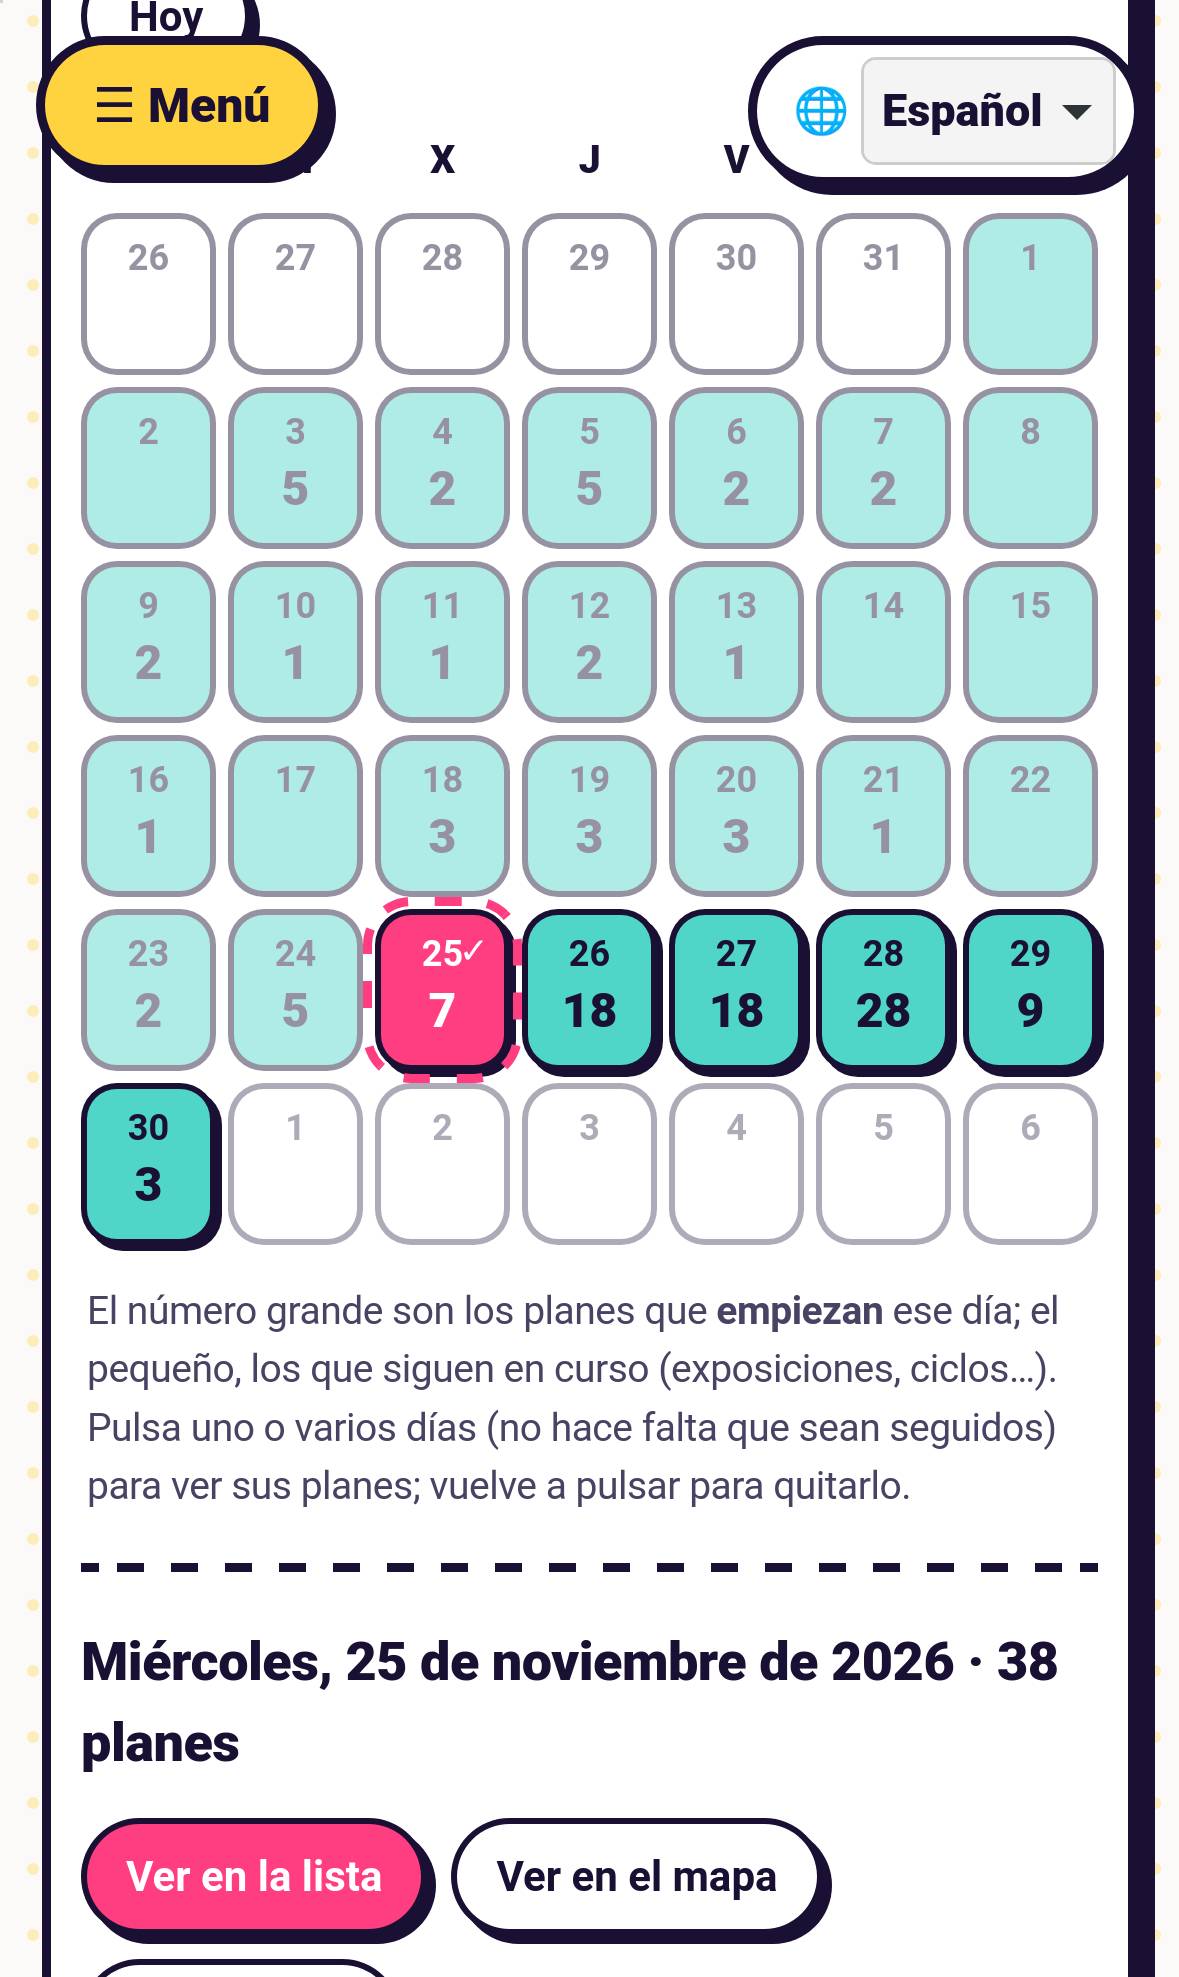 Hoy
☰ Menú
🌐 Español
X J V
26 27 28 29 30 31 1
2 3 4 5 6 7 8
5 2 5 2 2
9 10 11 12 13 14 15
2 1 1 2 1
16 17 18 19 20 21 22
1 3 3 3 1
23 24 25✓ 26 27 28 29
2 5 7 18 18 28 9
30 1 2 3 4 5 6
3
El número grande son los planes que empiezan ese día; el
pequeño, los que siguen en curso (exposiciones, ciclos...).
Pulsa uno o varios días (no hace falta que sean seguidos)
para ver sus planes; vuelve a pulsar para quitarlo.
Miércoles, 25 de noviembre de 2026 · 38
planes
Ver en la lista
Ver en el mapa